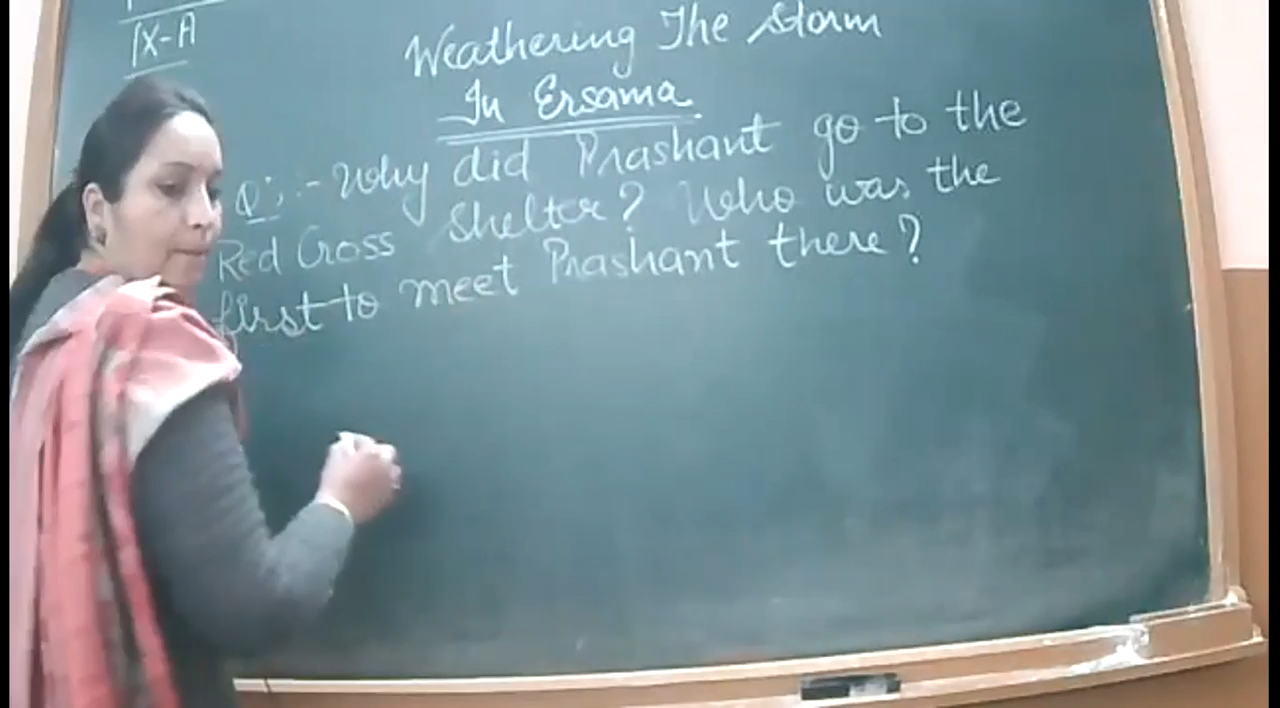 IX-A
Weathering The Storm
In Ersama
Q: :- Why did Prashant go to the
Red Cross Shelter? Who was the
first to meet Prashant there?